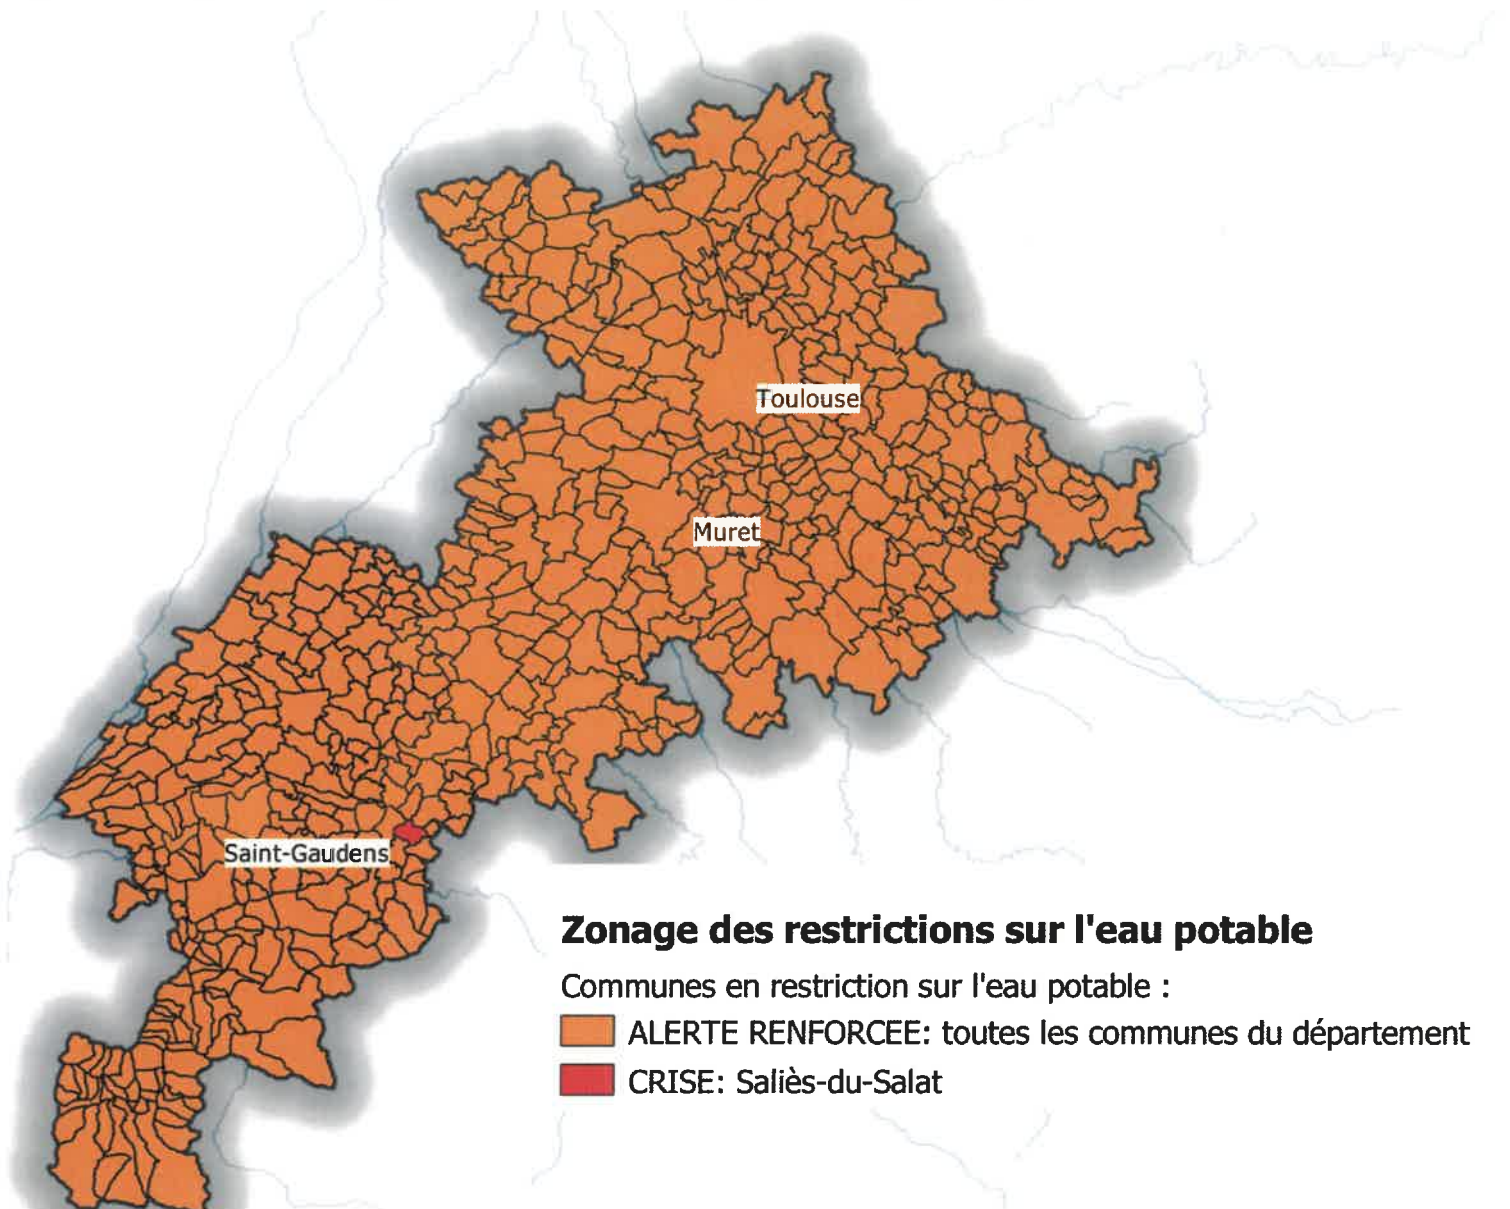 Toulouse
Muret
Saint-Gaudens
Zonage des restrictions sur l'eau potable
Communes en restriction sur l'eau potable :
ALERTE RENFORCEE: toutes les communes du département
CRISE: Saliès-du-Salat